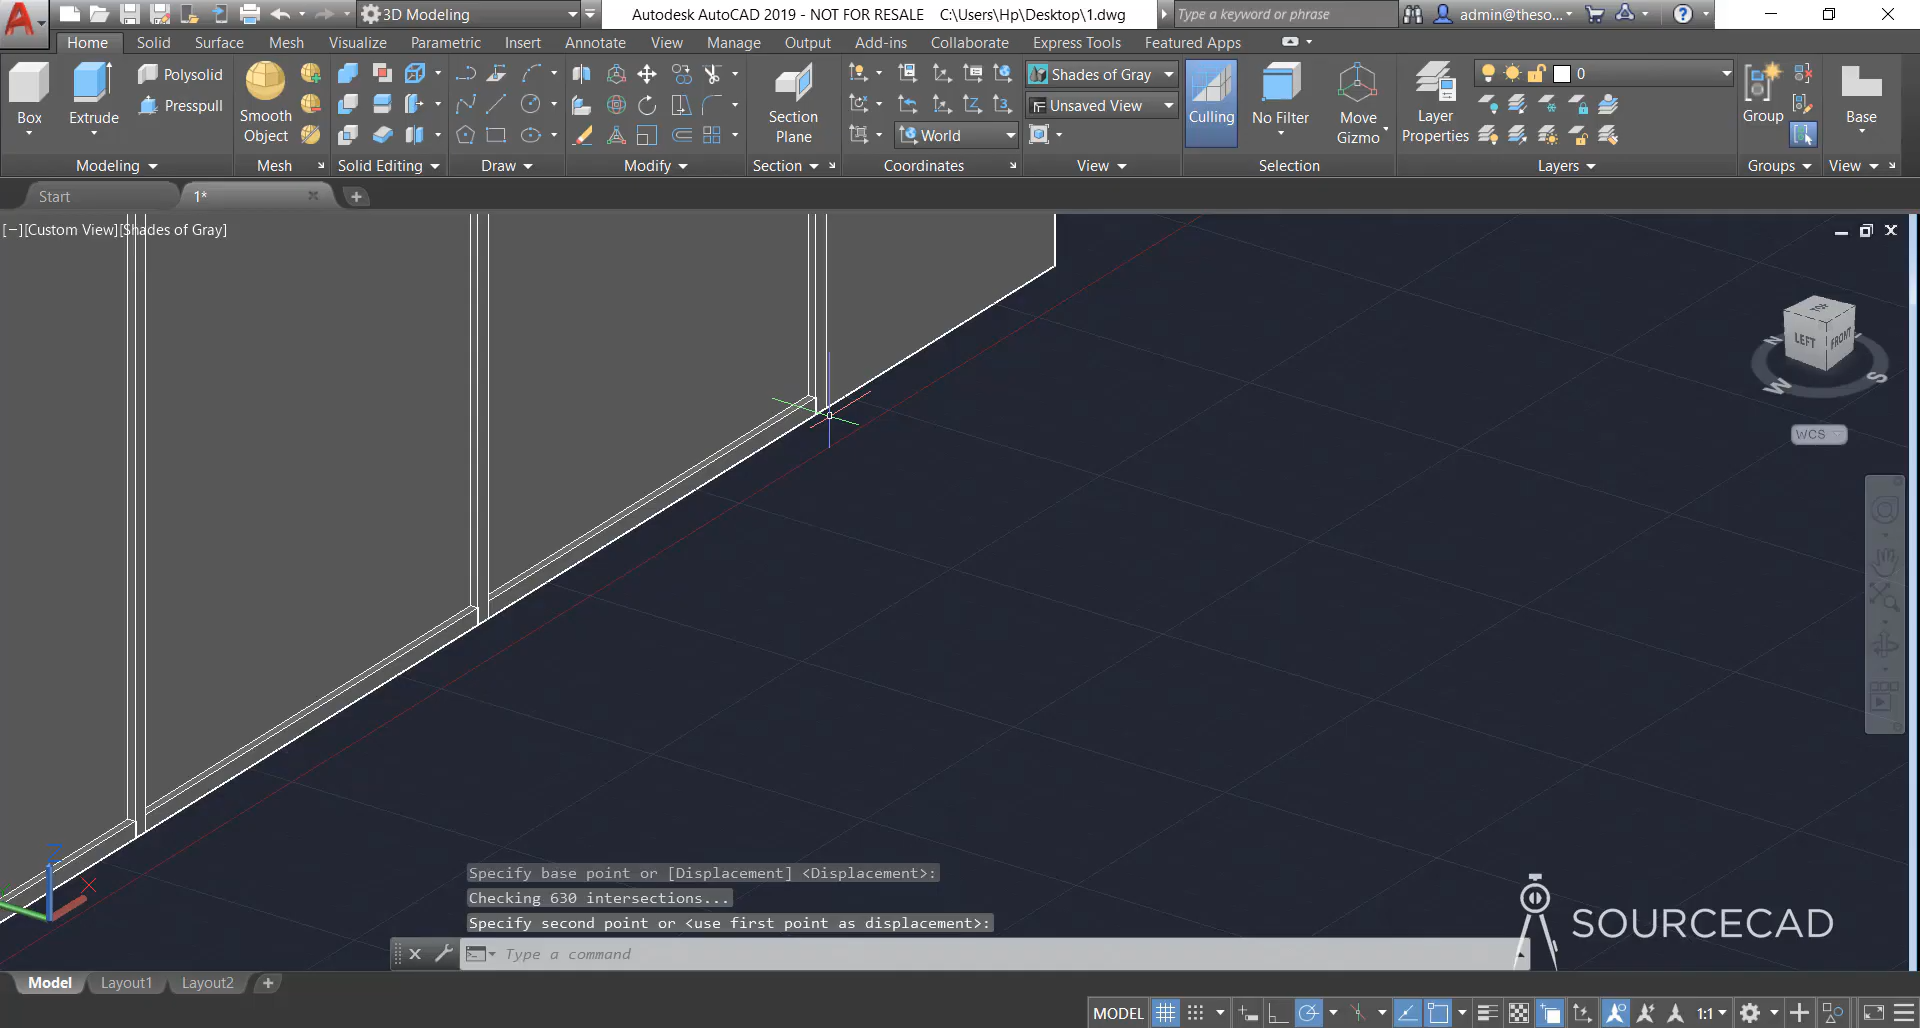 3D Modeling
Autodesk AutoCAD 2019 - NOT FOR RESALE C:\Users\Hp\Desktop\1.dwg
Type a keyword or phrase
admin@theso...
Home Solid Surface Mesh Visualize Parametric Insert Annotate View Manage Output Add-ins Collaborate Express Tools Featured Apps
Box
Extrude
Polysolid
Presspull
Smooth
Object
Section
Plane
World
Shades of Gray
Unsaved View
Culling
No Filter
Move
Gizmo
Layer
Properties
0
Group
Base
Modeling Mesh Solid Editing Draw Modify Section Coordinates View Selection Layers Groups View
Start 1*
[−][Custom View][Shades of Gray]
TOP
LEFT FRONT
N
W
S
WCS
Z
X
Specify base point or [Displacement] <Displacement>:
Checking 630 intersections...
Specify second point or <use first point as displacement>:
Type a command
SOURCECAD
Model Layout1 Layout2
MODEL 1:1